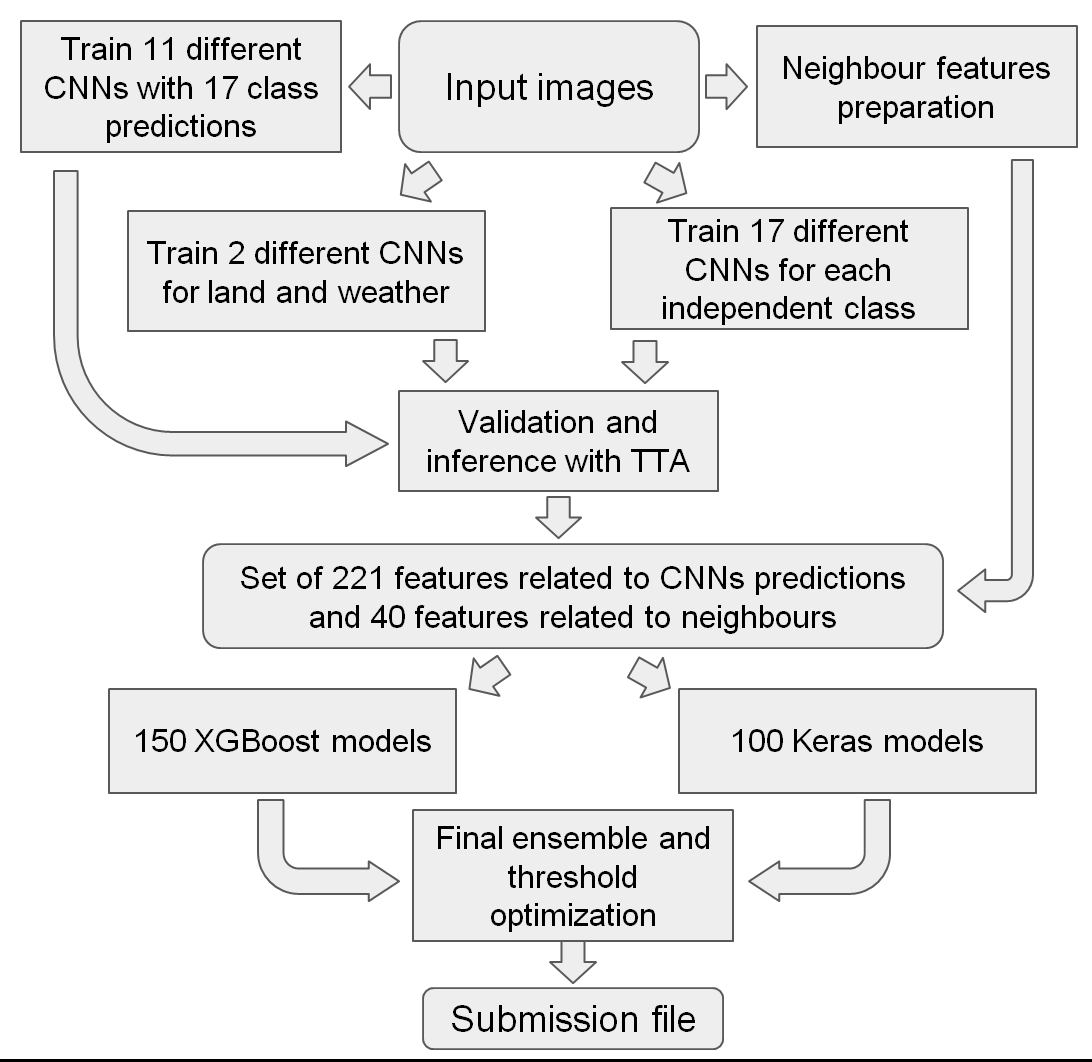 Train 11 different
CNNs with 17 class
predictions
Input images
Neighbour features
preparation
Train 2 different CNNs
for land and weather
Train 17 different
CNNs for each
independent class
Validation and
inference with TTA
Set of 221 features related to CNNs predictions
and 40 features related to neighbours
150 XGBoost models
100 Keras models
Final ensemble and
threshold
optimization
Submission file